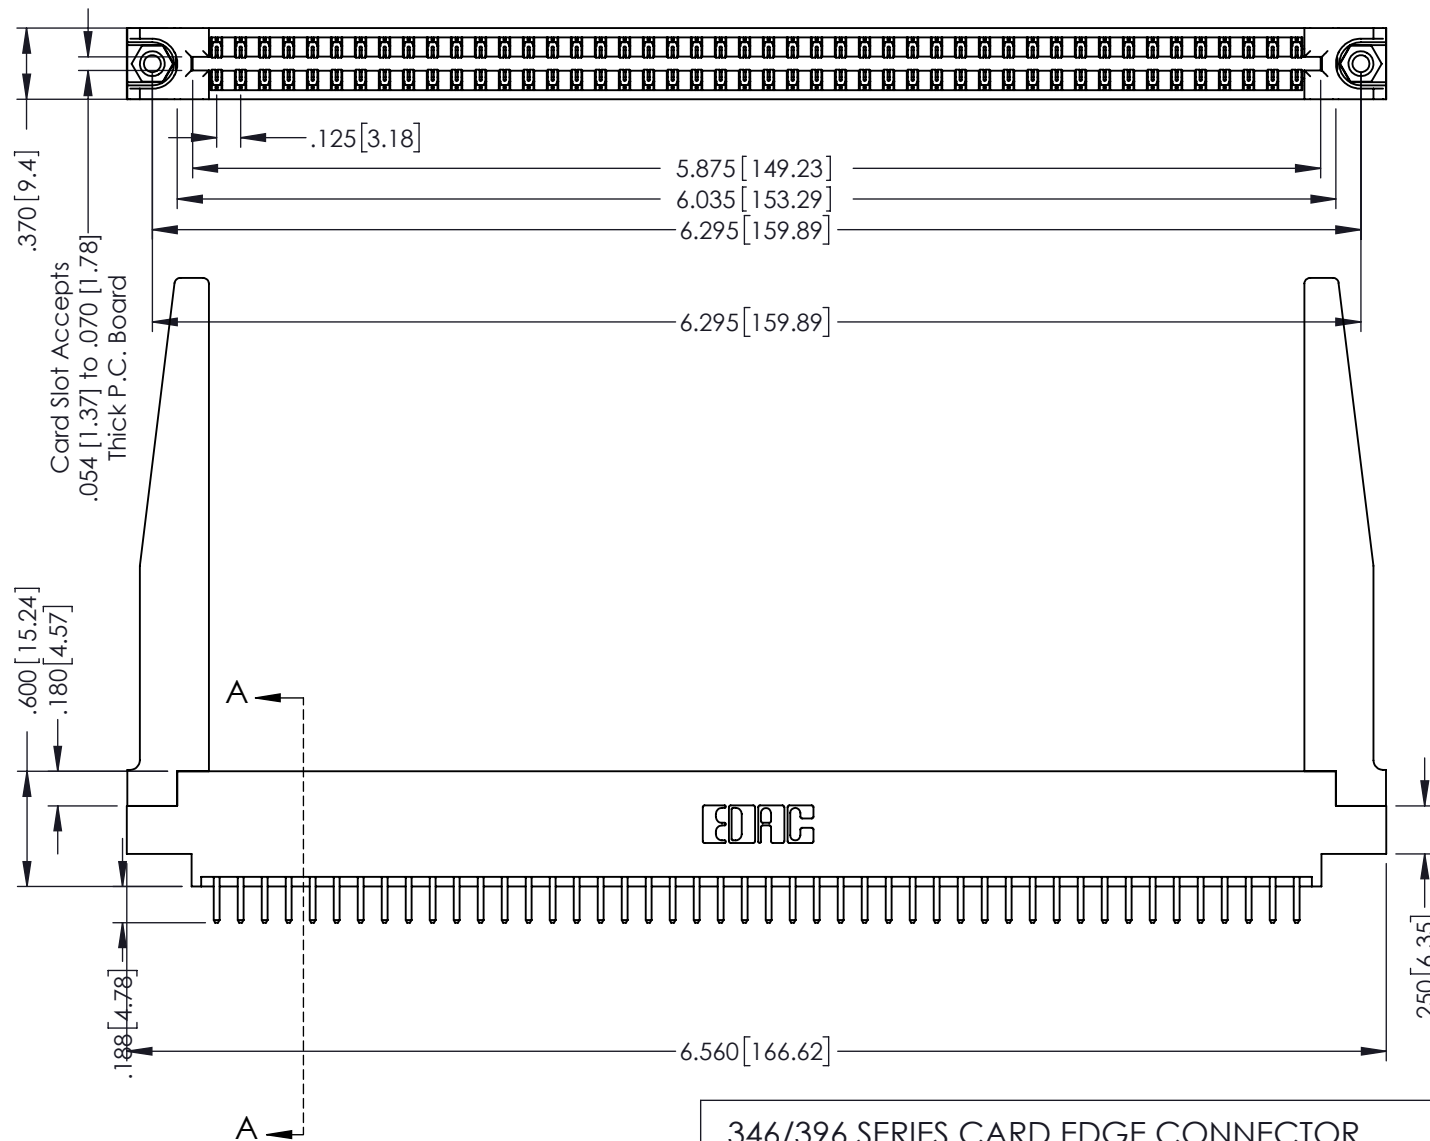 .125[3.18]
5.875[149.23]
6.035[153.29]
6.295[159.89]
.370[9.4]
Card Slot Accepts
.054 [1.37] to .070 [1.78]
Thick P.C. Board
6.295[159.89]
.600[15.24]
.180[4.57]
A
EDAC
.188[4.78]
.250[6.35]
6.560[166.62]
A
346/396 SERIES CARD EDGE CONNECTOR